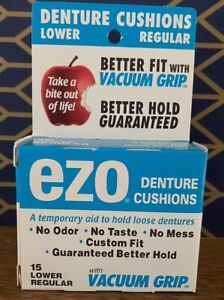 DENTURE CUSHIONS
LOWER REGULAR
Take a
bite out
of life!
BETTER FIT WITH
VACUUM GRIP™
BETTER HOLD
GUARANTEED
ezo®
DENTURE
CUSHIONS
A temporary aid to hold loose dentures
• No Odor • No Taste • No Mess
• Custom Fit
• Guaranteed Better Hold
15
LOWER
REGULAR
with
VACUUM GRIP™